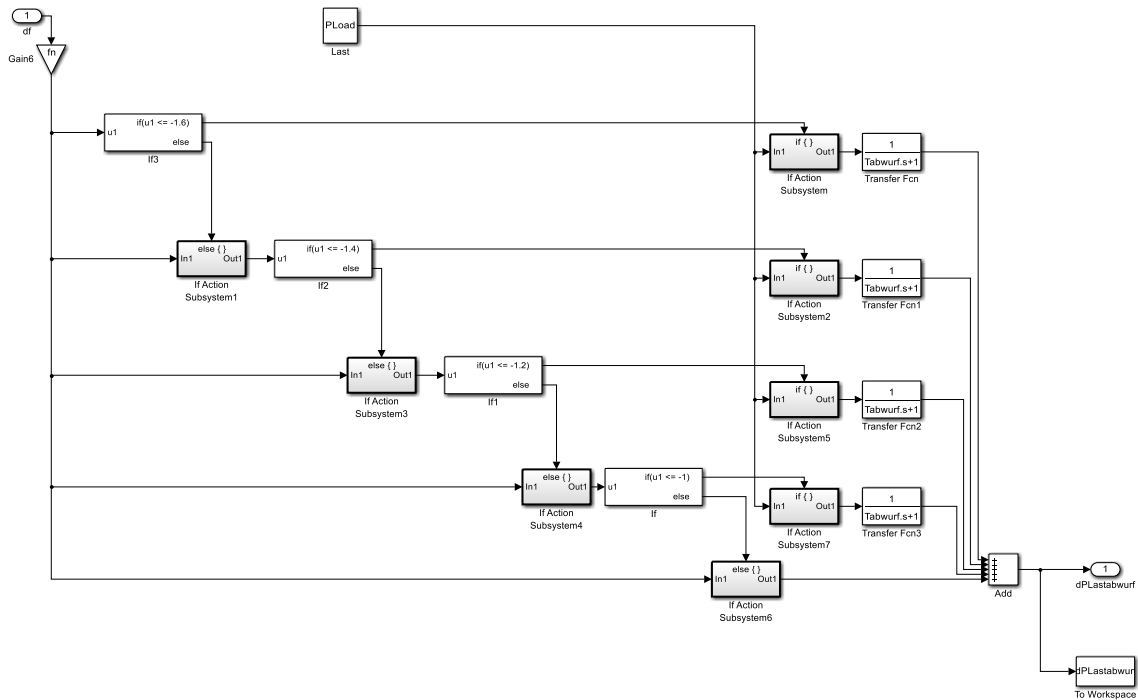 1
df
fn
Gain6
PLoad
Last
if(u1 <= -1.6)
u1
else
If3
if { }
In1 Out1
If Action
Subsystem
1
Tabwurf.s+1
Transfer Fcn
else { }
In1 Out1
If Action
Subsystem1
if(u1 <= -1.4)
u1
else
If2
if { }
In1 Out1
If Action
Subsystem2
1
Tabwurf.s+1
Transfer Fcn1
else { }
In1 Out1
If Action
Subsystem3
if(u1 <= -1.2)
u1
else
If1
if { }
In1 Out1
If Action
Subsystem5
1
Tabwurf.s+1
Transfer Fcn2
else { }
In1 Out1
If Action
Subsystem4
if(u1 <= -1)
u1
else
If
if { }
In1 Out1
If Action
Subsystem7
1
Tabwurf.s+1
Transfer Fcn3
else { }
In1 Out1
If Action
Subsystem6
+
+
+
+
+
Add
1
dPLastabwurf
dPLastabwur
To Workspace